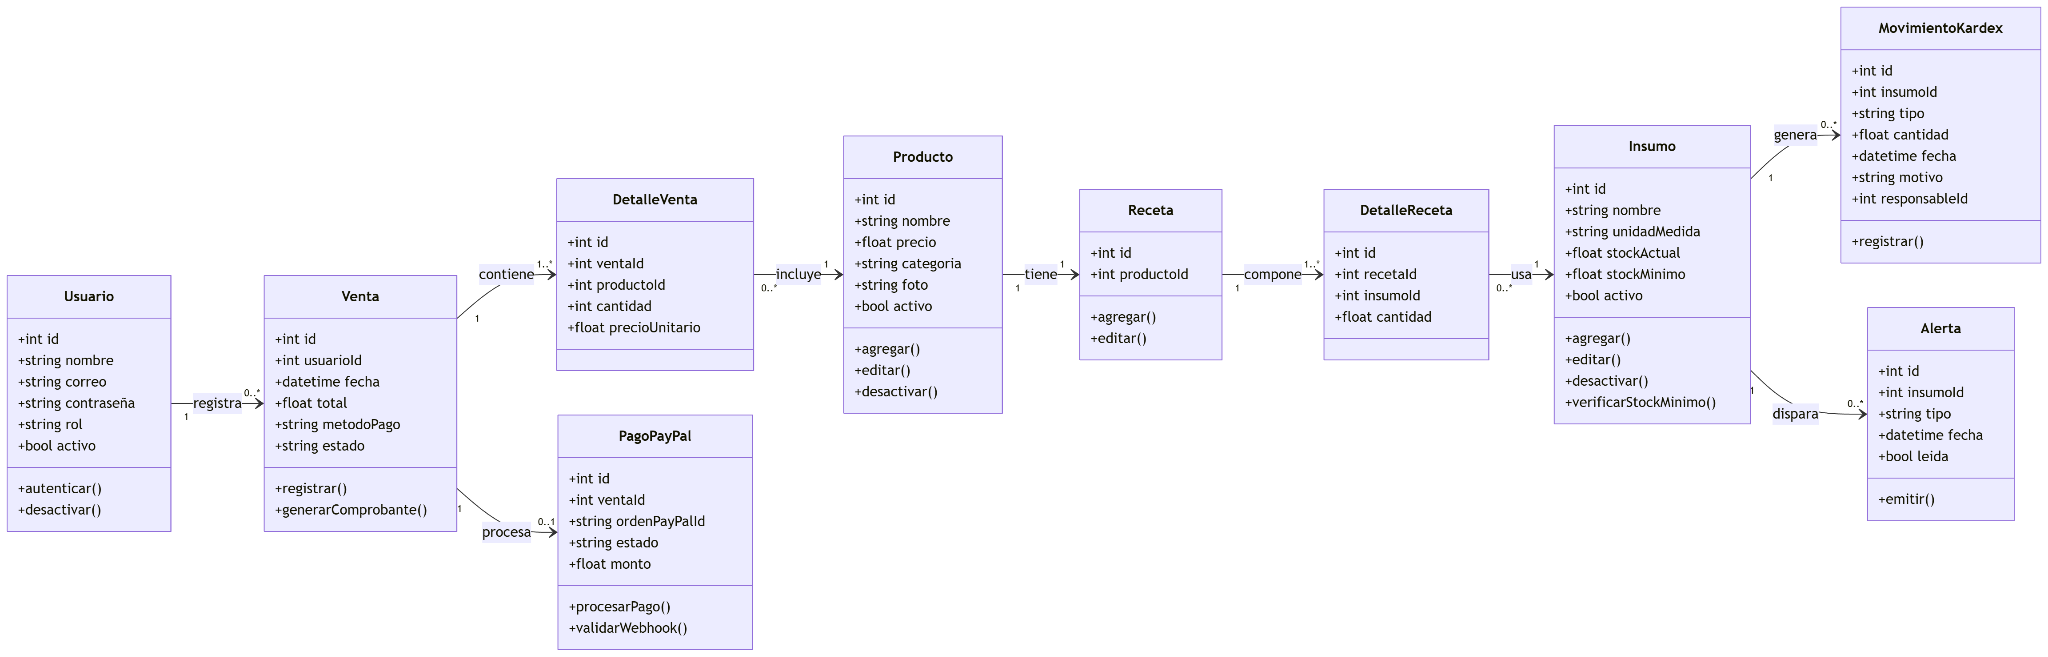 Usuario
+int id
+string nombre
+string correo
+string contraseña
+string rol
+bool activo
+autenticar()
+desactivar()
1
registra
0..*
Venta
+int id
+int usuarioId
+datetime fecha
+float total
+string metodoPago
+string estado
+registrar()
+generarComprobante()
1
contiene
1..*
1
procesa
0..1
DetalleVenta
+int id
+int ventaId
+int productoId
+int cantidad
+float precioUnitario
PagoPayPal
+int id
+int ventaId
+string ordenPayPalId
+string estado
+float monto
+procesarPago()
+validarWebhook()
0..*
incluye
1
Producto
+int id
+string nombre
+float precio
+string categoria
+string foto
+bool activo
+agregar()
+editar()
+desactivar()
1
tiene
1
Receta
+int id
+int productoId
+agregar()
+editar()
1
compone
1..*
DetalleReceta
+int id
+int recetaId
+int insumoId
+float cantidad
0..*
usa
1
Insumo
+int id
+string nombre
+string unidadMedida
+float stockActual
+float stockMinimo
+bool activo
+agregar()
+editar()
+desactivar()
+verificarStockMinimo()
1
genera
0..*
1
dispara
0..*
MovimientoKardex
+int id
+int insumoId
+string tipo
+float cantidad
+datetime fecha
+string motivo
+int responsableId
+registrar()
Alerta
+int id
+int insumoId
+string tipo
+datetime fecha
+bool leida
+emitir()